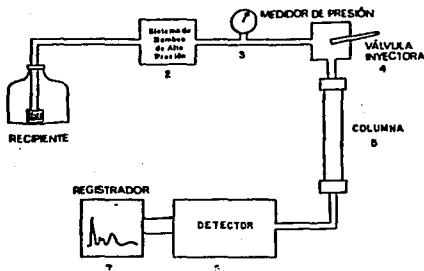 MEDIDOR DE PRESIÓN
Sistema de
Bombeo
de Alta
Presión
2
3
VÁLVULA
INYECTORA
4
RECIPIENTE
COLUMNA
5
REGISTRADOR
DETECTOR
7